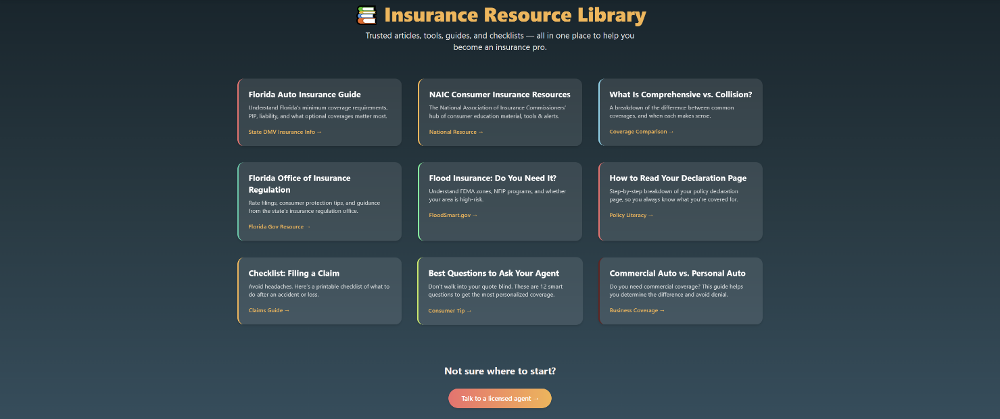 Insurance Resource Library
Trusted articles, tools, guides, and checklists — all in one place to help you
become an insurance pro.
Florida Auto Insurance Guide
Understand Florida's minimum coverage requirements,
PIP, liability, and what optional coverages matter most.
State DMV Insurance Info →
NAIC Consumer Insurance Resources
The National Association of Insurance Commissioners'
hub of consumer education material, tools & alerts.
National Resource →
What Is Comprehensive vs. Collision?
A breakdown of the difference between common
coverages, and when each makes sense.
Coverage Comparison →
Florida Office of Insurance
Regulation
Rate filings, consumer protection tips, and guidance
from the state's insurance regulation office.
Florida Gov Resource →
Flood Insurance: Do You Need It?
Understand FEMA zones, NFIP programs, and whether
your area is high-risk.
FloodSmart.gov →
How to Read Your Declaration Page
Step-by-step breakdown of your policy declaration
page, so you always know what you're covered for.
Policy Literacy →
Checklist: Filing a Claim
Avoid headaches. Here's a printable checklist of what to
do after an accident or loss.
Claims Guide →
Best Questions to Ask Your Agent
Don't walk into your quote blind. These are 12 smart
questions to get the most personalized coverage.
Consumer Tip →
Commercial Auto vs. Personal Auto
Do you need commercial coverage? This guide helps
you determine the difference and avoid denial.
Business Coverage →
Not sure where to start?
Talk to a licensed agent →